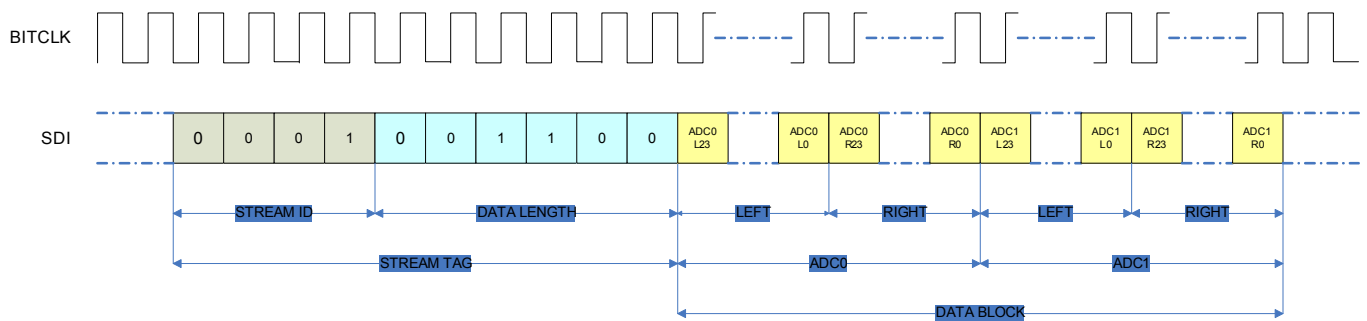 BITCLK
SDI
0 0 0 1 0 0 1 1 0 0
ADC0
L23
ADC0
L0
ADC0
R23
ADC0
R0
ADC1
L23
ADC1
L0
ADC1
R23
ADC1
R0
STREAM ID
DATA LENGTH
LEFT
RIGHT
LEFT
RIGHT
STREAM TAG
ADC0
ADC1
DATA BLOCK